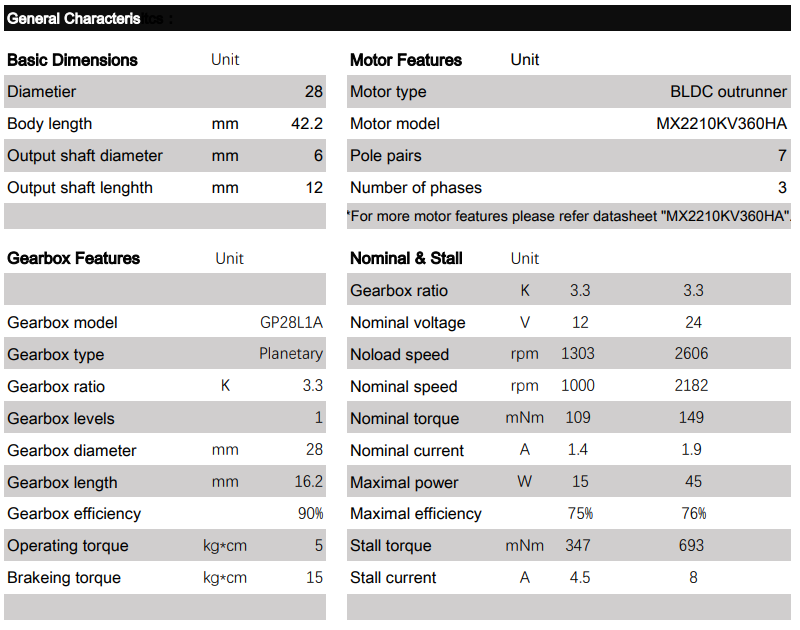 General Characterisitcs :
Basic Dimensions Unit
Diametier 28
Body length mm 42.2
Output shaft diameter mm 6
Output shaft lenghth mm 12
Motor Features Unit
Motor type BLDC outrunner
Motor model MX2210KV360HA
Pole pairs 7
Number of phases 3
*For more motor features please refer datasheet "MX2210KV360HA".
Gearbox Features Unit
Gearbox model GP28L1A
Gearbox type Planetary
Gearbox ratio K 3.3
Gearbox levels 1
Gearbox diameter mm 28
Gearbox length mm 16.2
Gearbox efficiency 90%
Operating torque kg*cm 5
Brakeing torque kg*cm 15
Nominal & Stall Unit
Gearbox ratio K 3.3 3.3
Nominal voltage V 12 24
Noload speed rpm 1303 2606
Nominal speed rpm 1000 2182
Nominal torque mNm 109 149
Nominal current A 1.4 1.9
Maximal power W 15 45
Maximal efficiency 75% 76%
Stall torque mNm 347 693
Stall current A 4.5 8